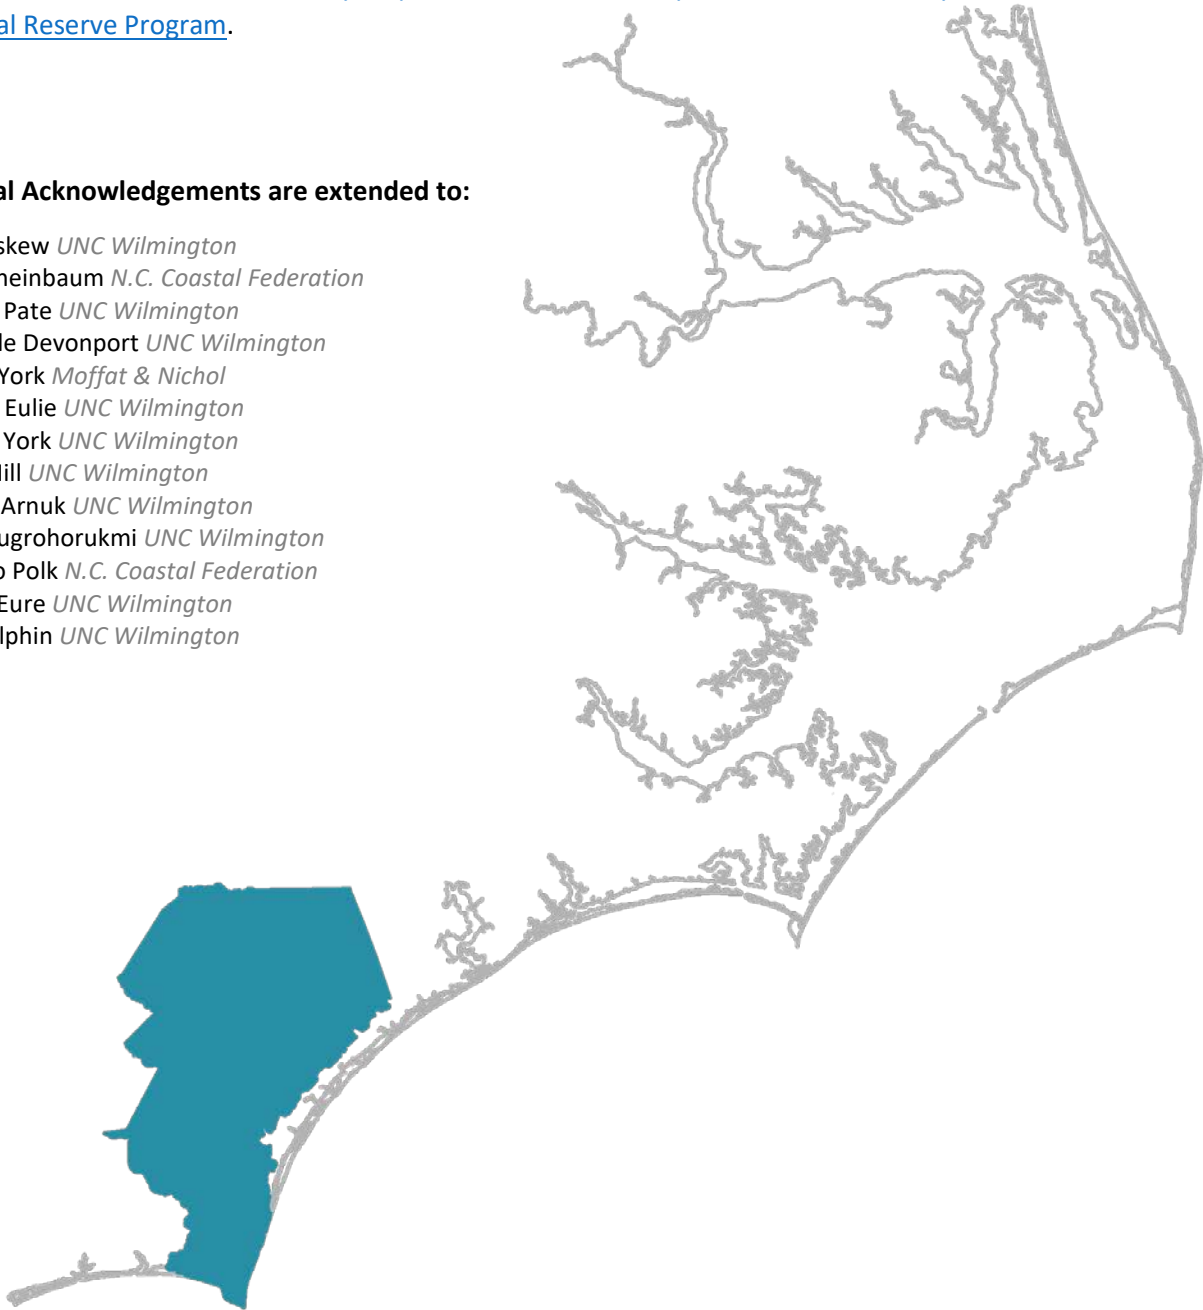 al Reserve Program.
al Acknowledgements are extended to:
skew UNC Wilmington
heinbaum N.C. Coastal Federation
Pate UNC Wilmington
le Devonport UNC Wilmington
York Moffat & Nichol
Eulie UNC Wilmington
York UNC Wilmington
Hill UNC Wilmington
Arnuk UNC Wilmington
ugrohorukmi UNC Wilmington
o Polk N.C. Coastal Federation
Eure UNC Wilmington
lphin UNC Wilmington